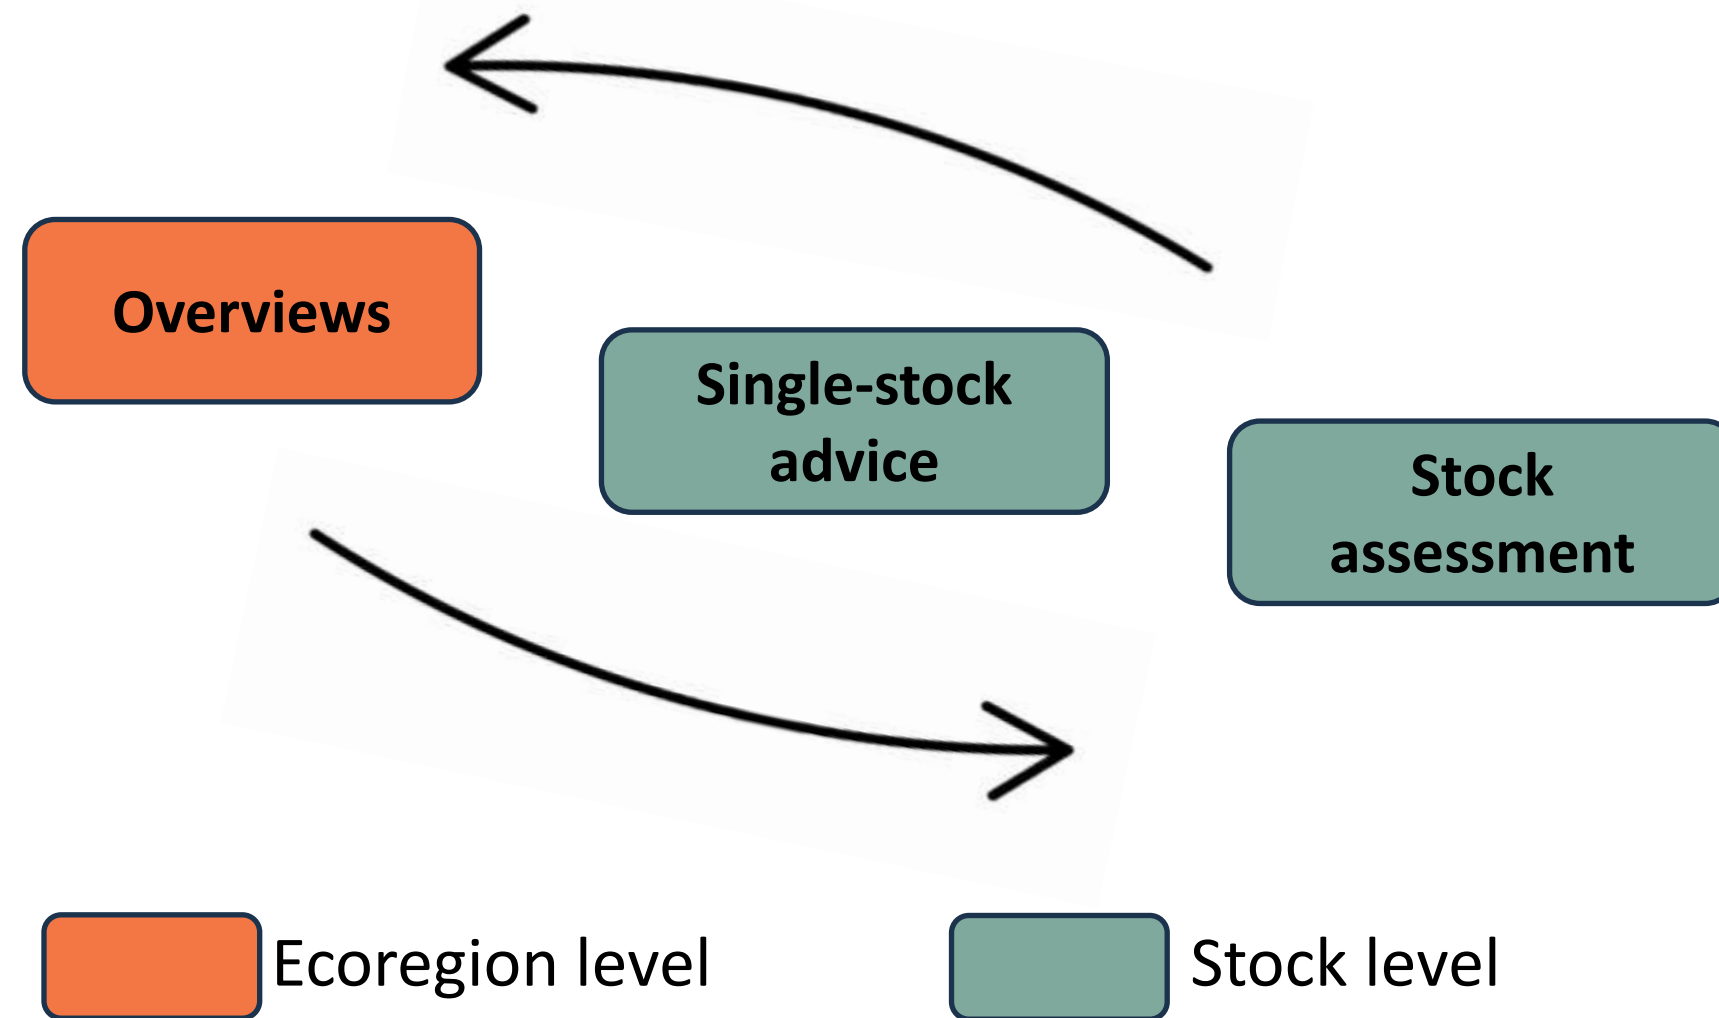 Overviews
Single-stock
advice
Stock
assessment
Ecoregion level
Stock level